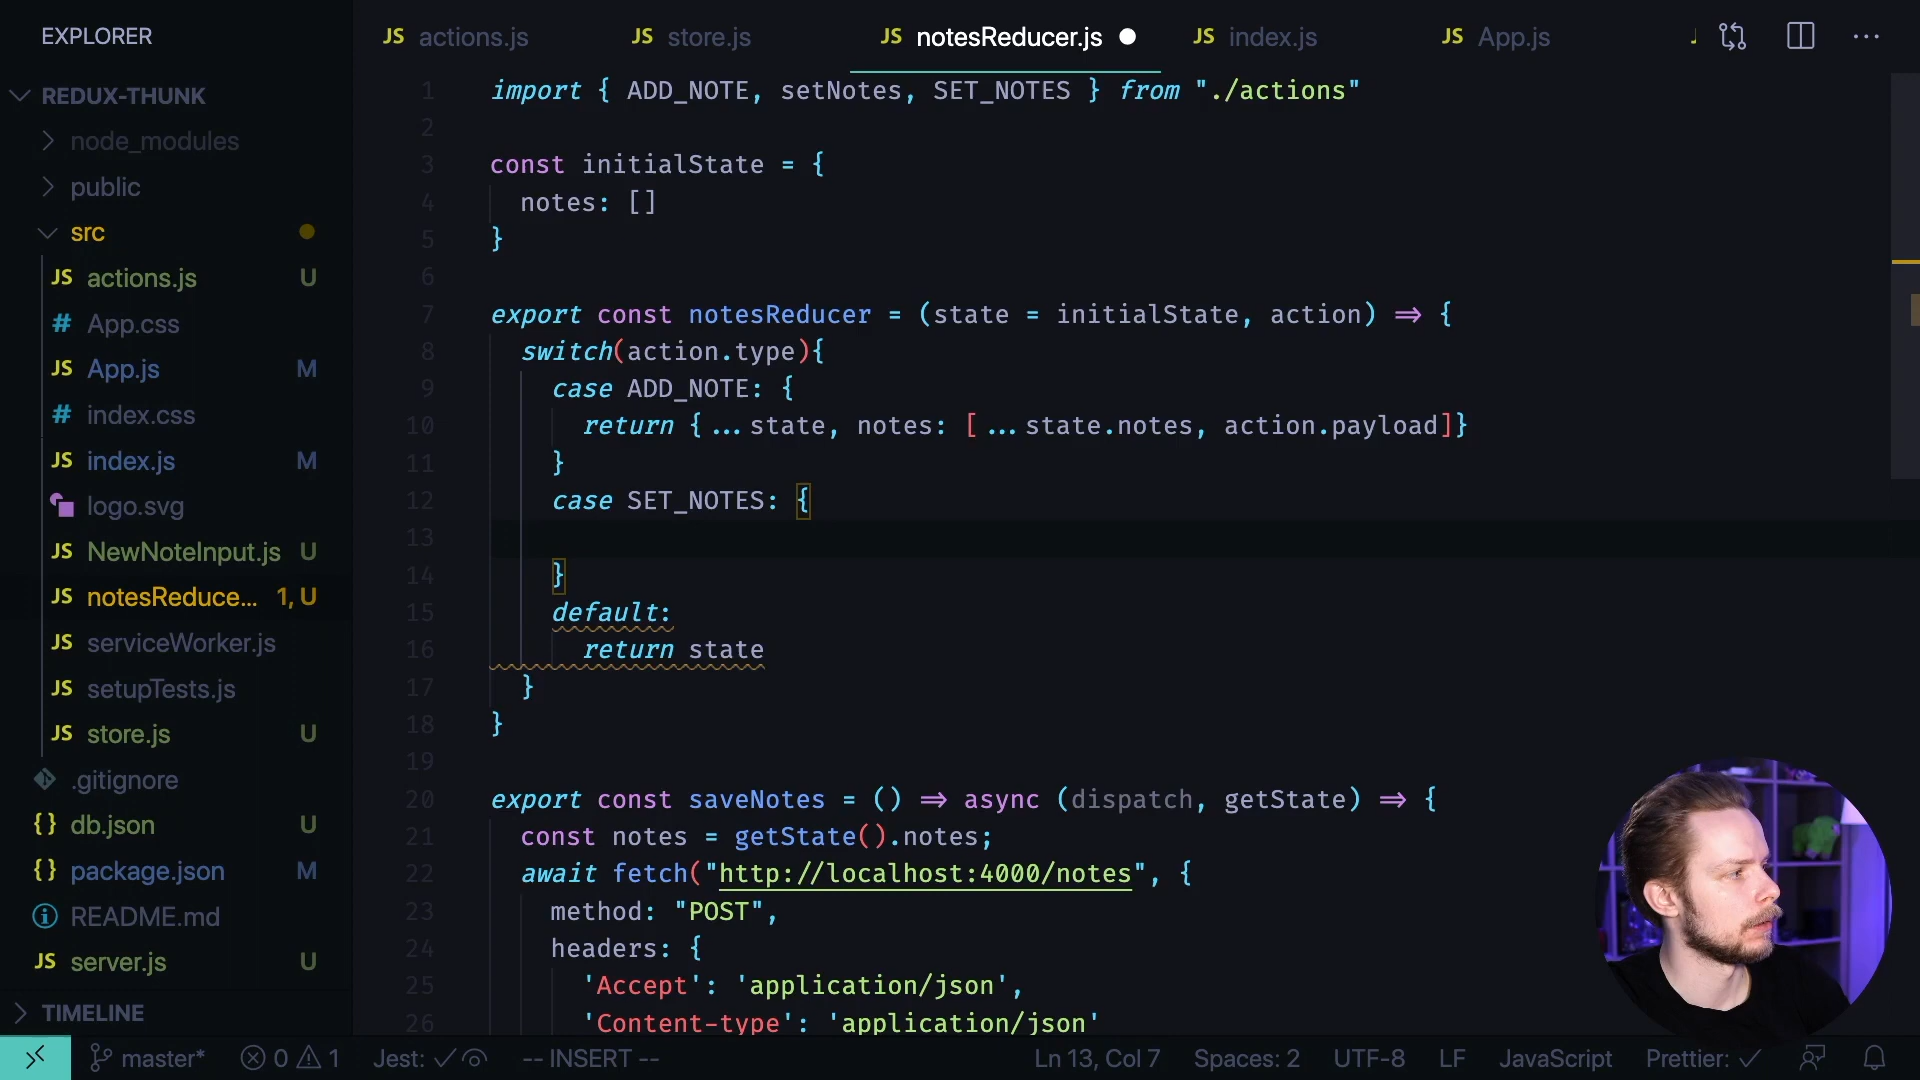 EXPLORER
JS actions.js
JS store.js
JS notesReducer.js
JS index.js
JS App.js
REDUX-THUNK
node_modules
public
src
JS actions.js U
# App.css
JS App.js M
# index.css
JS index.js M
logo.svg
JS NewNoteInput.js U
JS notesReduce... 1, U
JS serviceWorker.js
JS setupTests.js
JS store.js U
.gitignore
{} db.json U
{} package.json M
README.md
JS server.js U
TIMELINE
1 import { ADD_NOTE, setNotes, SET_NOTES } from "./actions"
2
3 const initialState = {
4 notes: []
5 }
6
7 export const notesReducer = (state = initialState, action) => {
8 switch(action.type){
9 case ADD_NOTE: {
10 return {...state, notes: [...state.notes, action.payload]}
11 }
12 case SET_NOTES: {
13
14 }
15 default:
16 return state
17 }
18 }
19
20 export const saveNotes = () => async (dispatch, getState) => {
21 const notes = getState().notes;
22 await fetch("http://localhost:4000/notes", {
23 method: "POST",
24 headers: {
25 'Accept': 'application/json',
26 'Content-type': 'application/json'
master* 0 1 Jest: -- INSERT -- Ln 13, Col 7 Spaces: 2 UTF-8 LF JavaScript Prettier: